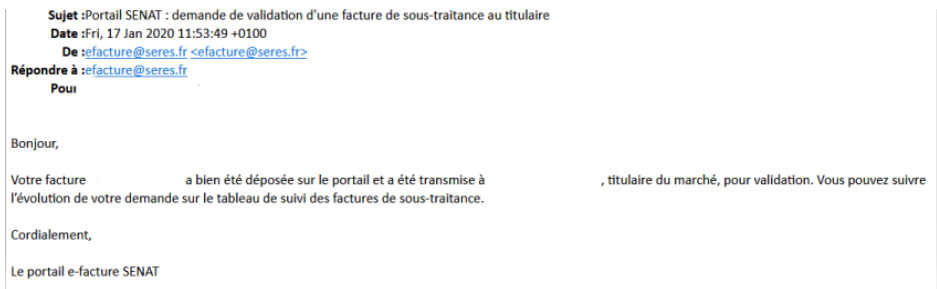 Sujet :Portail SENAT : demande de validation d'une facture de sous-traitance au titulaire
Date :Fri, 17 Jan 2020 11:53:49 +0100
De :efacture@seres.fr <efacture@seres.fr>
Répondre à :efacture@seres.fr
Pour
Bonjour,
Votre facture a bien été déposée sur le portail et a été transmise à , titulaire du marché, pour validation. Vous pouvez suivre
l'évolution de votre demande sur le tableau de suivi des factures de sous-traitance.
Cordialement,
Le portail e-facture SENAT